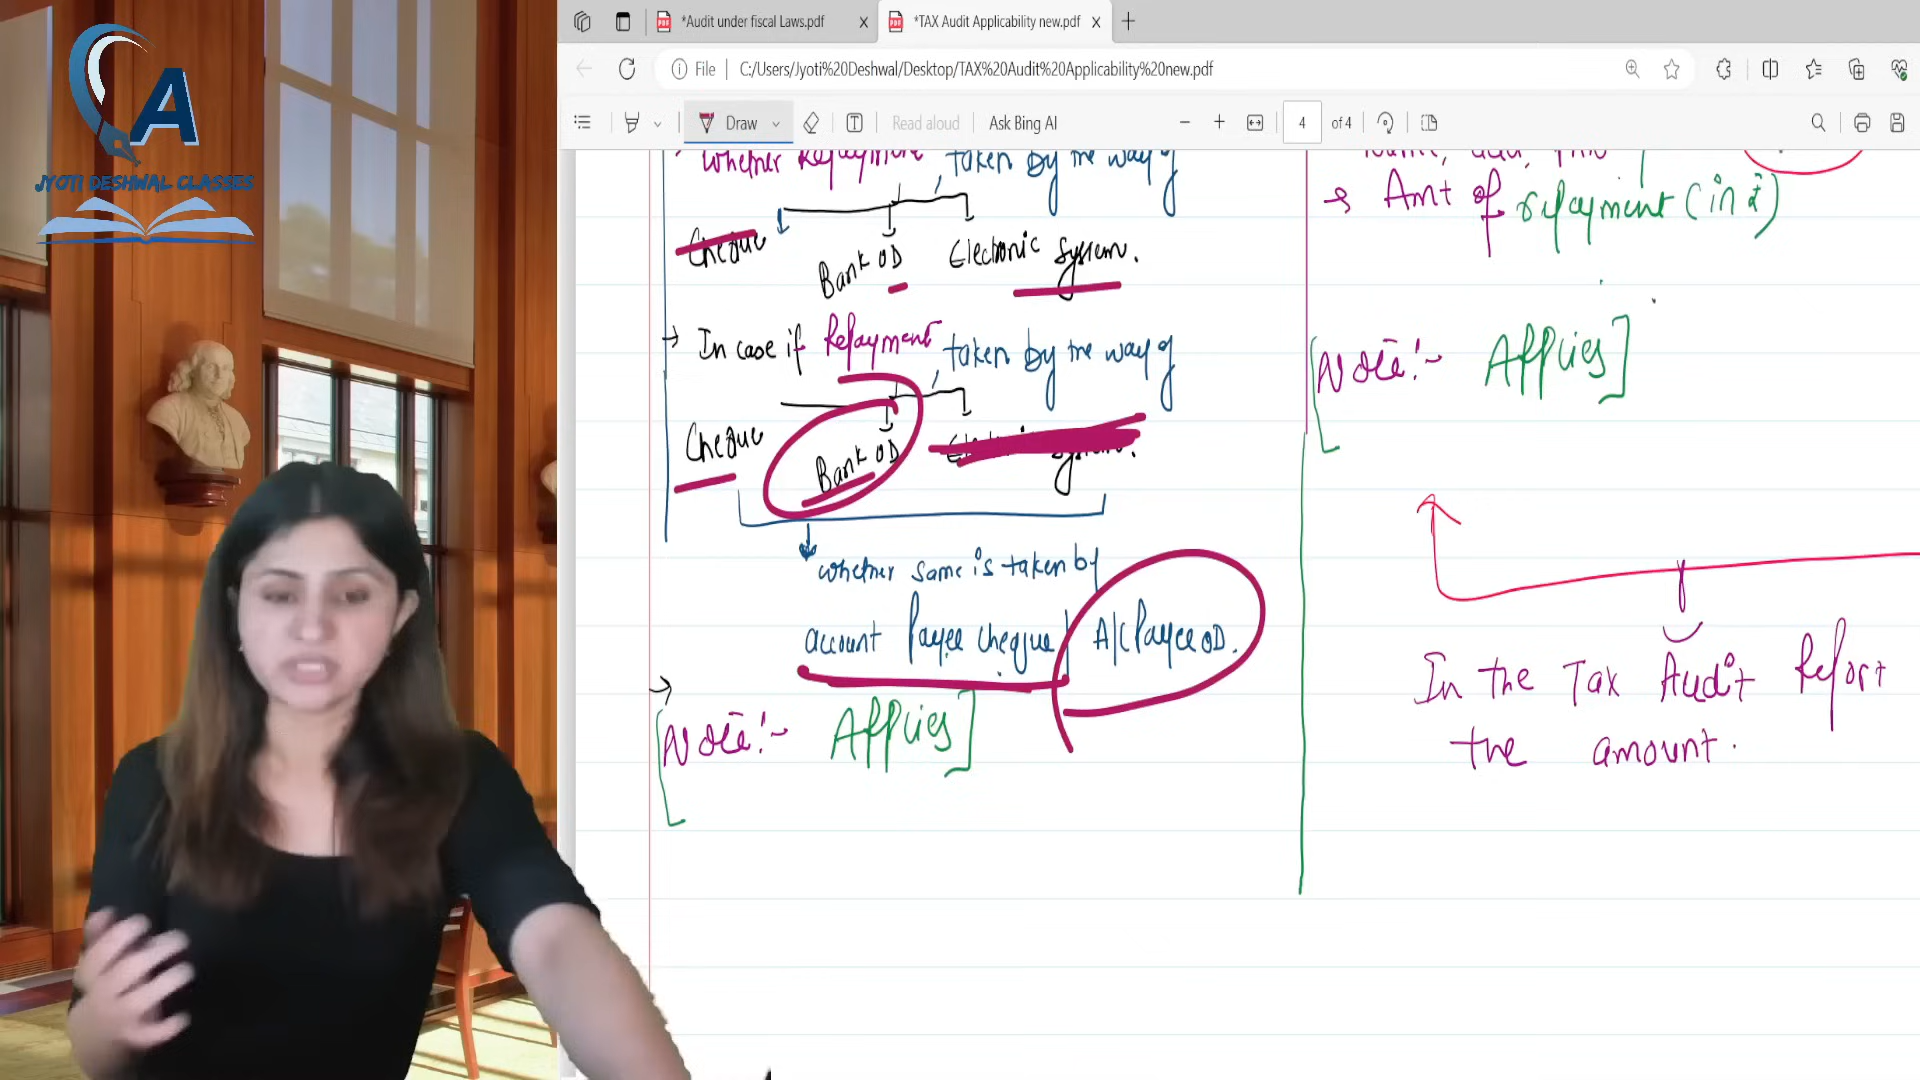 *Audit under fiscal Laws.pdf
*TAX Audit Applicability new.pdf
File C:/Users/Jyoti%20Deshwal/Desktop/TAX%20Audit%20Applicability%20new.pdf
Draw Read aloud Ask Bing AI 4 of 4
CA
JYOTI DESHWAL CLASSES
Whether Repayment taken by the way of
Cheque Bank OD Electronic System.
→ In case if Repayment taken by the way of
Cheque Bank OD
whether same is taken by
account payee cheque / A/C Payee OD.
→
[Note:- Applies]
→ Amt of repayment (in ₹)
[Note:- Applies]
In the Tax Audit Report
the amount.